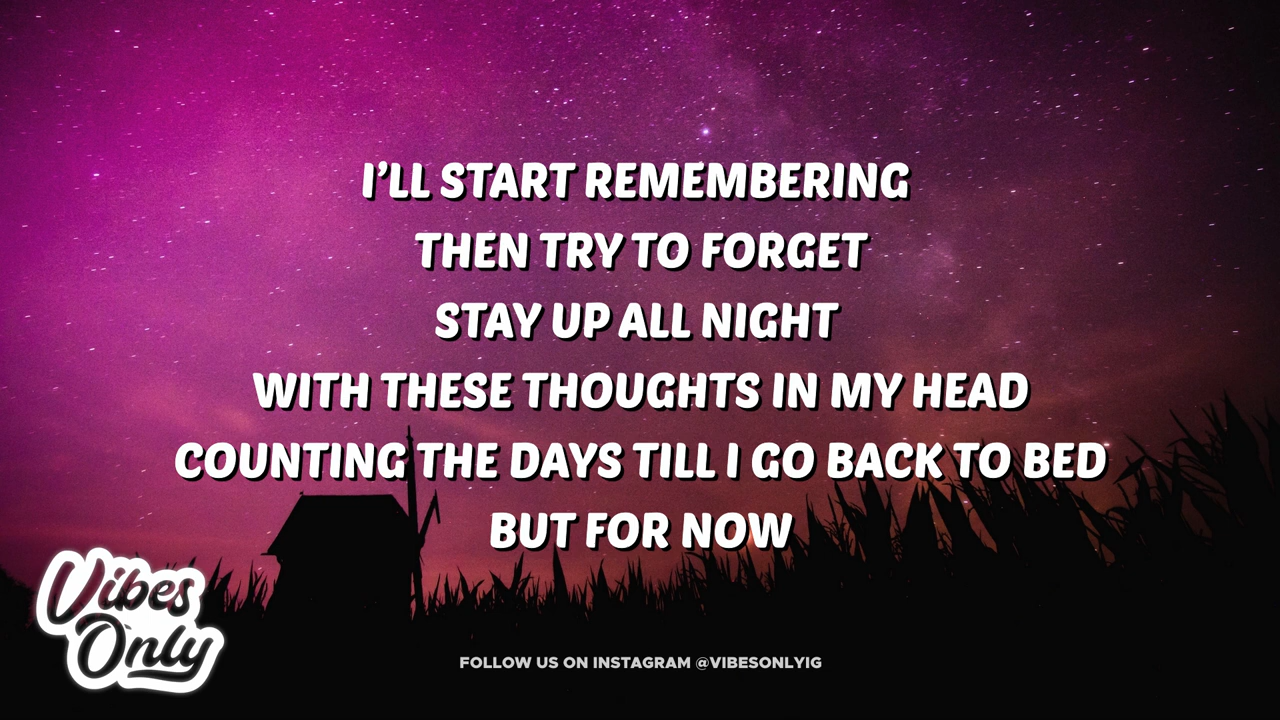 I'LL START REMEMBERING
THEN TRY TO FORGET
STAY UP ALL NIGHT
WITH THESE THOUGHTS IN MY HEAD
COUNTING THE DAYS TILL I GO BACK TO BED
BUT FOR NOW
Vibes
Only
FOLLOW US ON INSTAGRAM @VIBESONLYIG